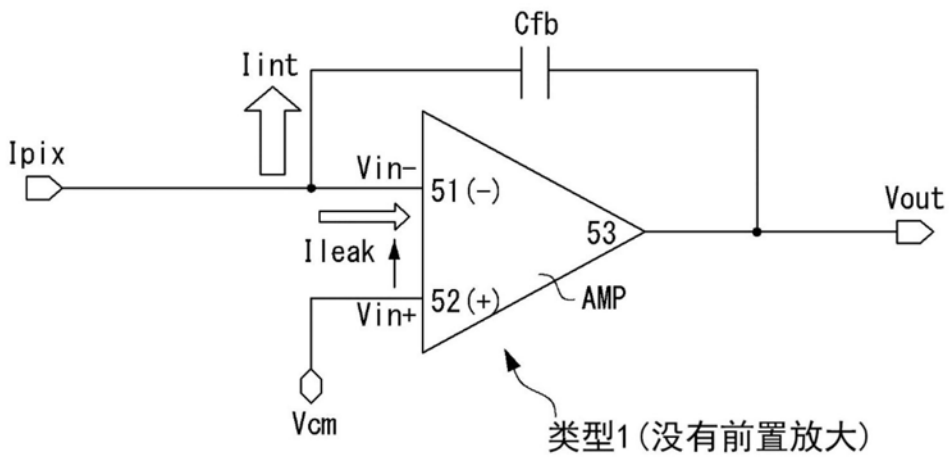 Cfb
Iint
Ipix
Vin-
51(-)
Vout
53
Ileak
52(+)
AMP
Vin+
Vcm
类型1(没有前置放大)